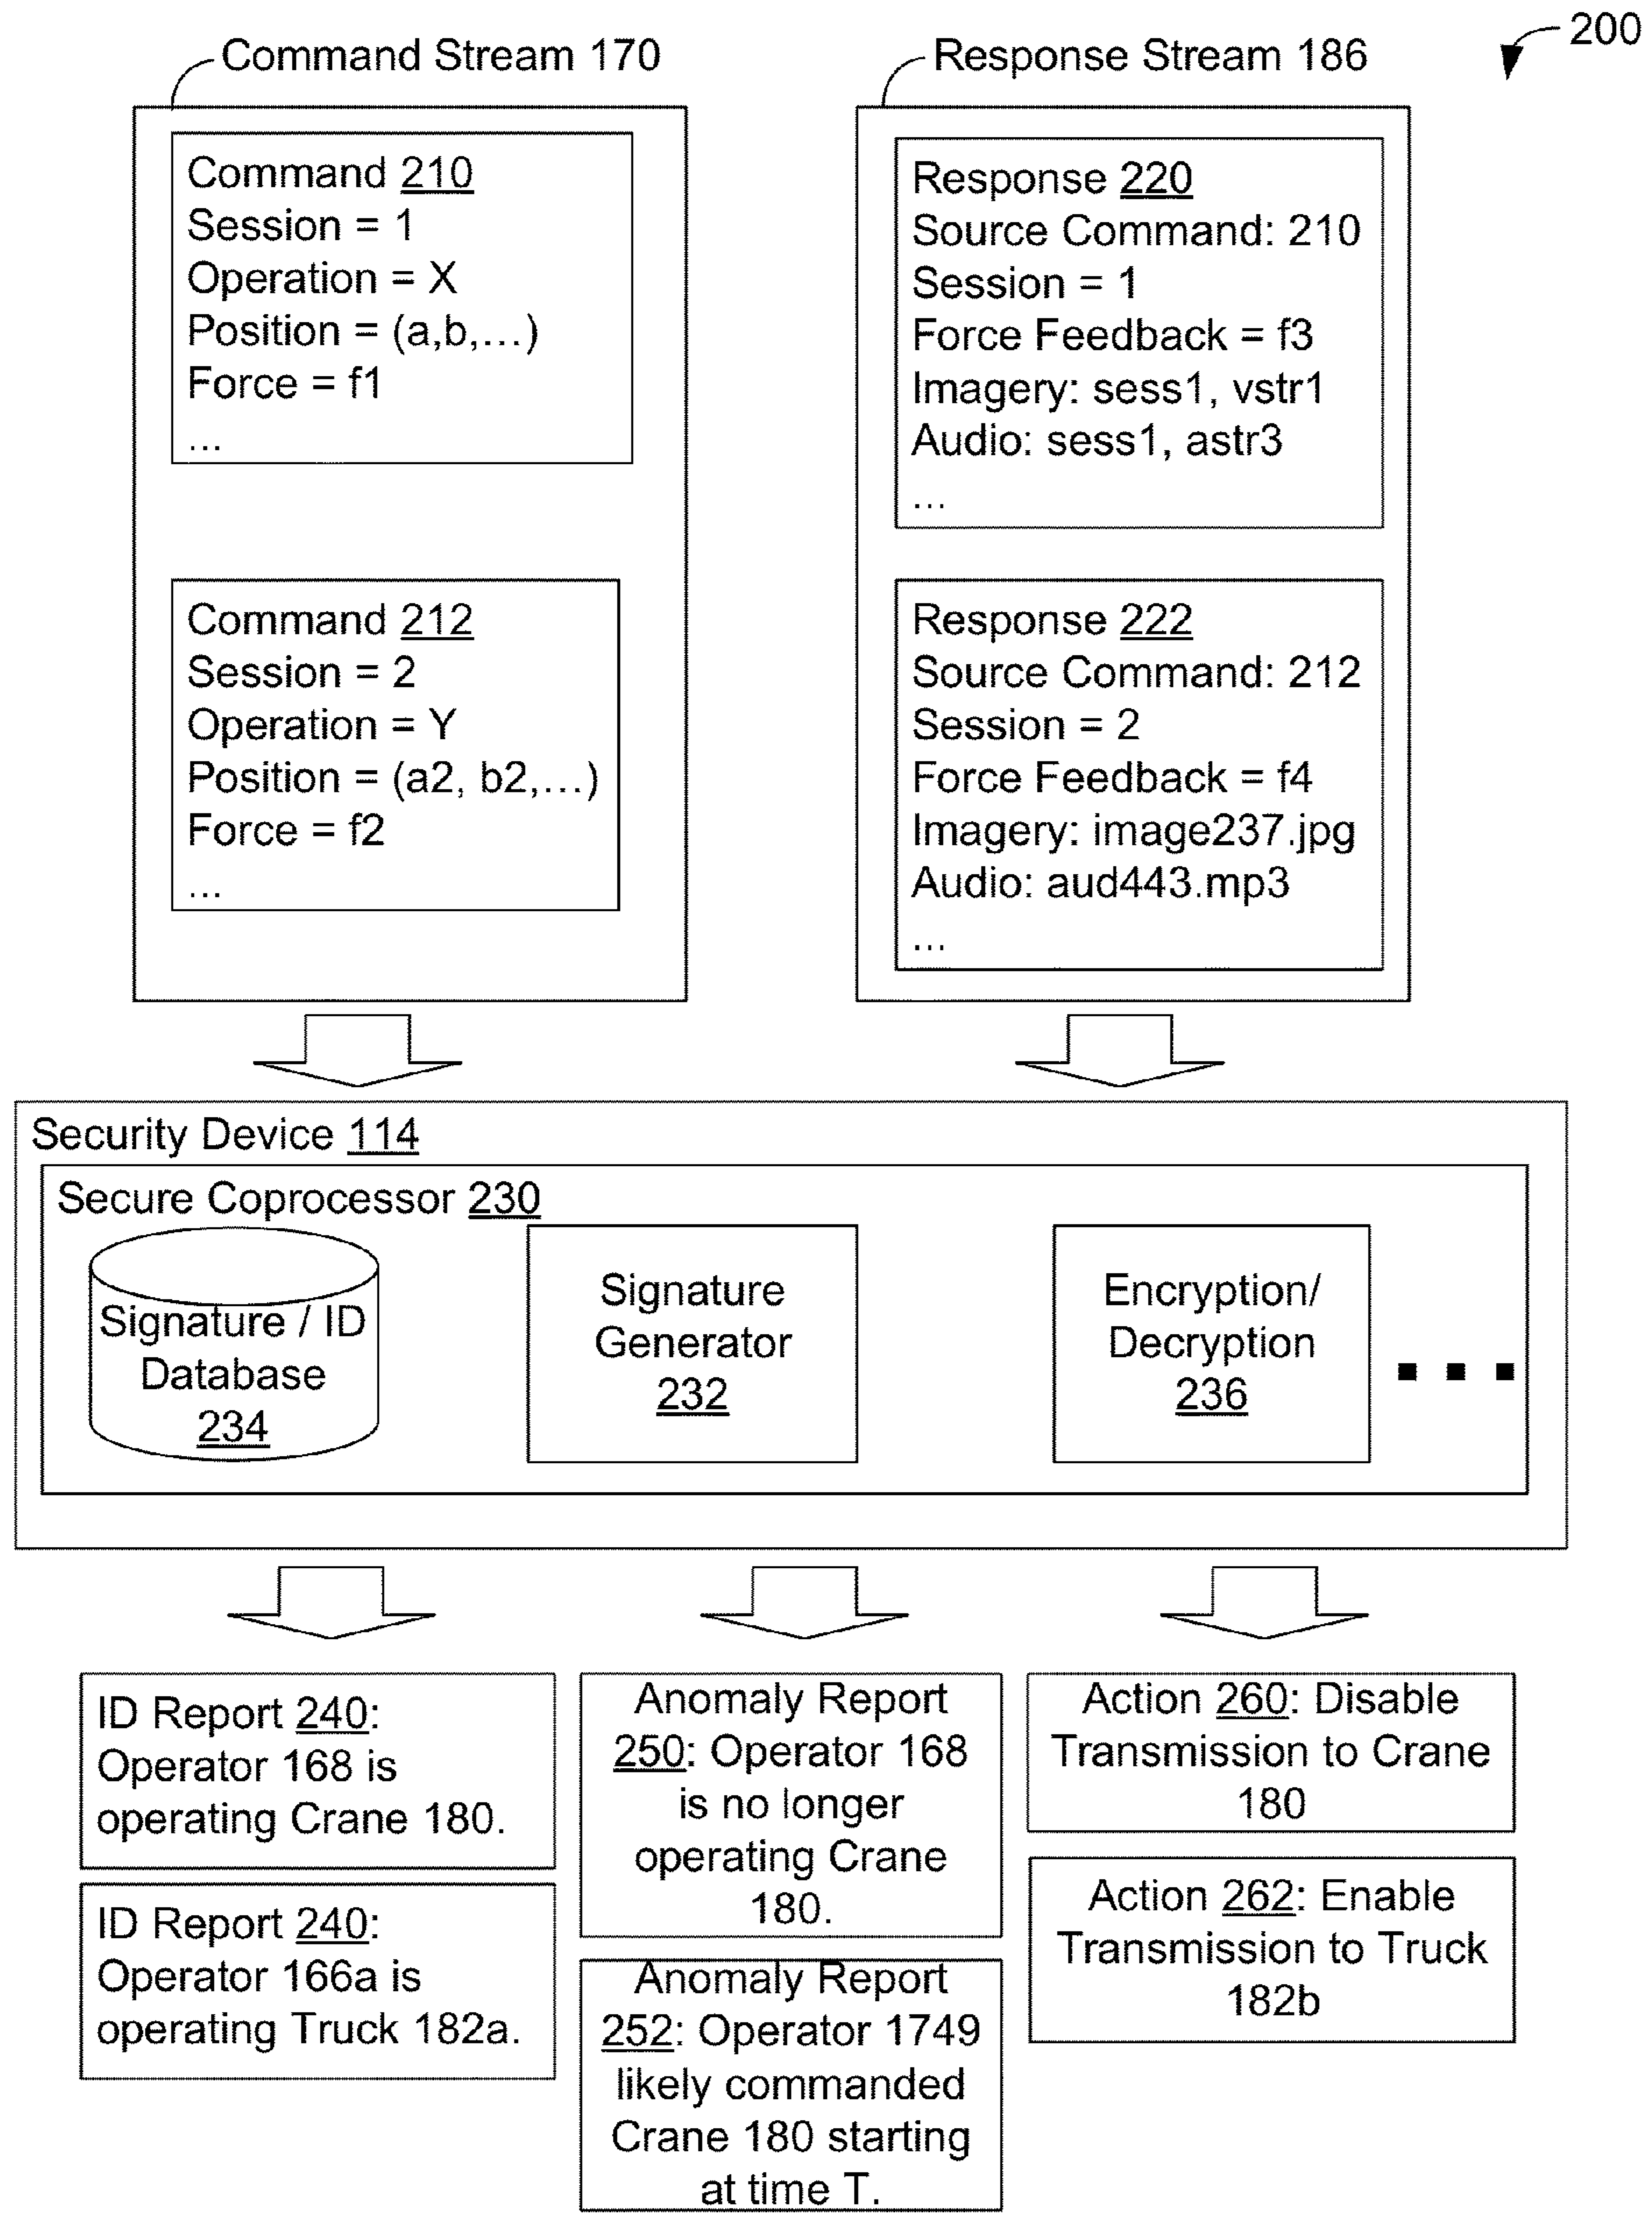 200
Command Stream 170
Command 210
Session = 1
Operation = X
Position = (a,b,...)
Force = f1
...
Command 212
Session = 2
Operation = Y
Position = (a2, b2,...)
Force = f2
...
Response Stream 186
Response 220
Source Command: 210
Session = 1
Force Feedback = f3
Imagery: sess1, vstr1
Audio: sess1, astr3
...
Response 222
Source Command: 212
Session = 2
Force Feedback = f4
Imagery: image237.jpg
Audio: aud443.mp3
...
Security Device 114
Secure Coprocessor 230
Signature / ID
Database
234
Signature
Generator
232
Encryption/
Decryption
236
ID Report 240:
Operator 168 is
operating Crane 180.
ID Report 240:
Operator 166a is
operating Truck 182a.
Anomaly Report
250: Operator 168
is no longer
operating Crane
180.
Anomaly Report
252: Operator 1749
likely commanded
Crane 180 starting
at time T.
Action 260: Disable
Transmission to Crane
180
Action 262: Enable
Transmission to Truck
182b